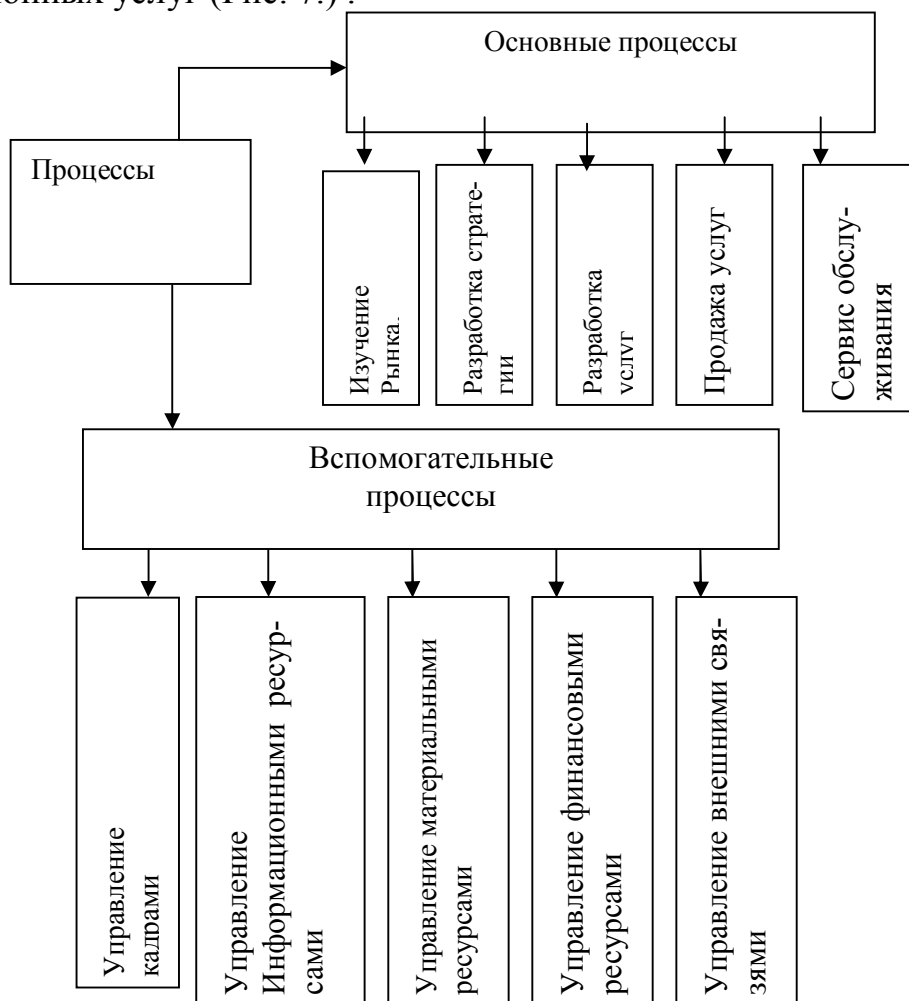 онных услуг (Рис. 7.) .
Основные процессы
Процессы
Изучение
Рынка.
Разработка страте-
гии
Разработка
услуг
Продажа услуг
Сервис обслу-
живания
Вспомогательные
процессы
Управление
кадрами
Управление
Информационными ресур-
сами
Управление материальными
ресурсами
Управление финансовыми
ресурсами
Управление внешними свя-
зями